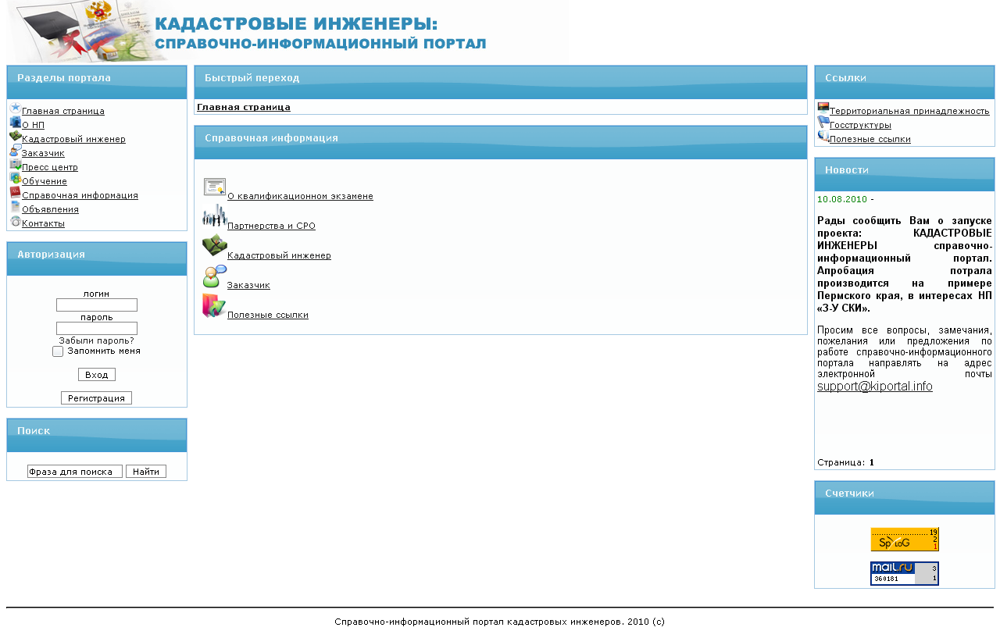 КАДАСТРОВЫЕ ИНЖЕНЕРЫ:
СПРАВОЧНО-ИНФОРМАЦИОННЫЙ ПОРТАЛ
Разделы портала
Главная страница
О НП
Кадастровый инженер
Заказчик
Пресс центр
Обучение
Справочная информация
Объявления
Контакты
Авторизация
логин
пароль
Забыли пароль?
Запомнить меня
Вход
Регистрация
Поиск
Фраза для поиска Найти
Быстрый переход
Главная страница
Справочная информация
О квалификационном экзамене
Партнерства и СРО
Кадастровый инженер
Заказчик
Полезные ссылки
Ссылки
Территориальная принадлежность
Госструктуры
Полезные ссылки
Новости
10.08.2010 -
Рады сообщить Вам о запуске
проекта: КАДАСТРОВЫЕ
ИНЖЕНЕРЫ справочно-
информационный портал.
Апробация потрала
производится на примере
Пермского края, в интересах НП
«З-У СКИ».
Просим все вопросы, замечания,
пожелания или предложения по
работе справочно-информационного
портала направлять на адрес
электронной почты
support@kiportal.info
Страница: 1
Счетчики
19
2
SpyLOG 1
mail.ru 3
360181 1
Справочно-информационный портал кадастровых инженеров. 2010 (c)